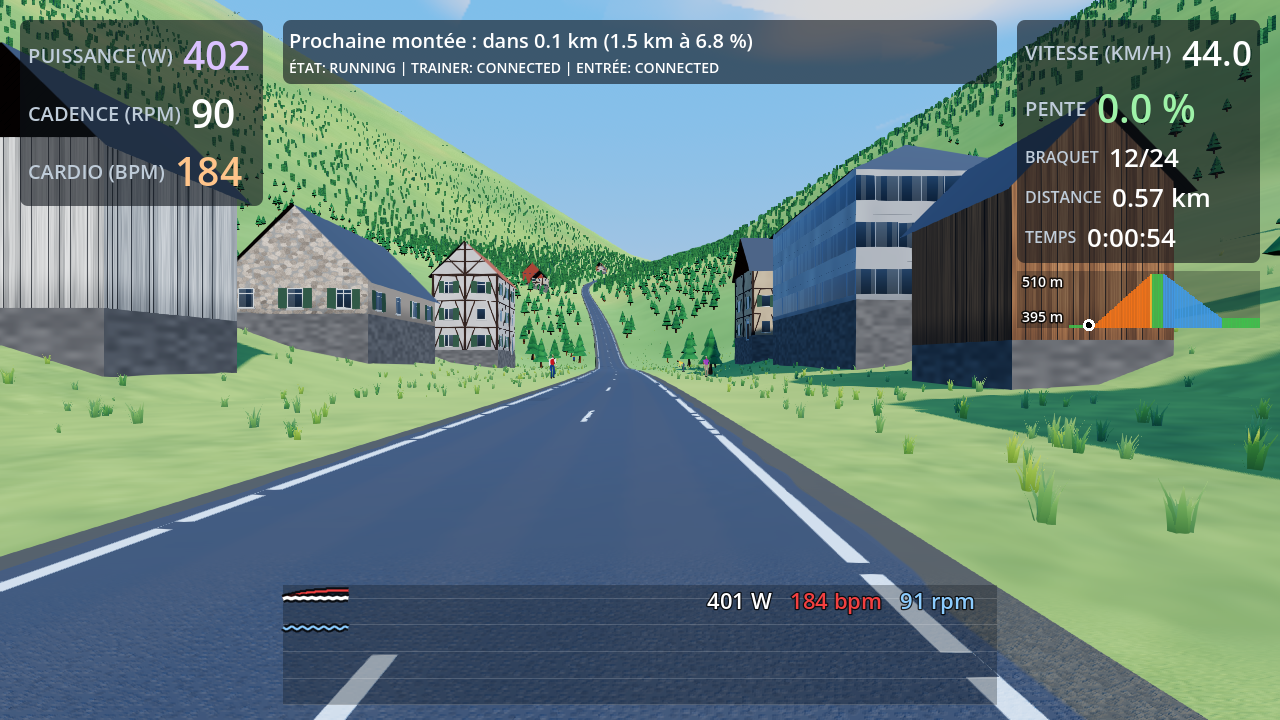 PUISSANCE (W) 402
CADENCE (RPM) 90
CARDIO (BPM) 184
Prochaine montée : dans 0.1 km (1.5 km à 6.8 %)
ÉTAT: RUNNING | TRAINER: CONNECTED | ENTRÉE: CONNECTED
VITESSE (KM/H) 44.0
PENTE 0.0 %
BRAQUET 12/24
DISTANCE 0.57 km
TEMPS 0:00:54
510 m
395 m
401 W 184 bpm 91 rpm